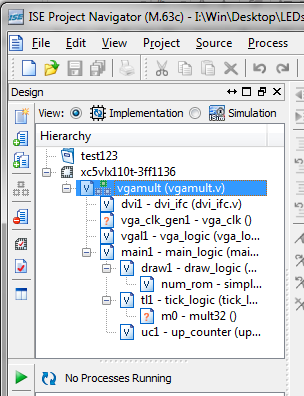 ISE Project Navigator (M.63c) - I:\Win\Desktop\LEDs
File Edit View Project Source Process
Design
View: Implementation Simulation
Hierarchy
test123
xc5vlx110t-3ff1136
V vgamult (vgamult.v)
V dvi1 - dvi_ifc (dvi_ifc.v)
? vga_clk_gen1 - vga_clk ()
V vgal1 - vga_logic (vga_lo...
V main1 - main_logic (mai...
V draw1 - draw_logic (...
V num_rom - simpl...
V tl1 - tick_logic (tick_l...
? m0 - mult32 ()
V uc1 - up_counter (up...
No Processes Running